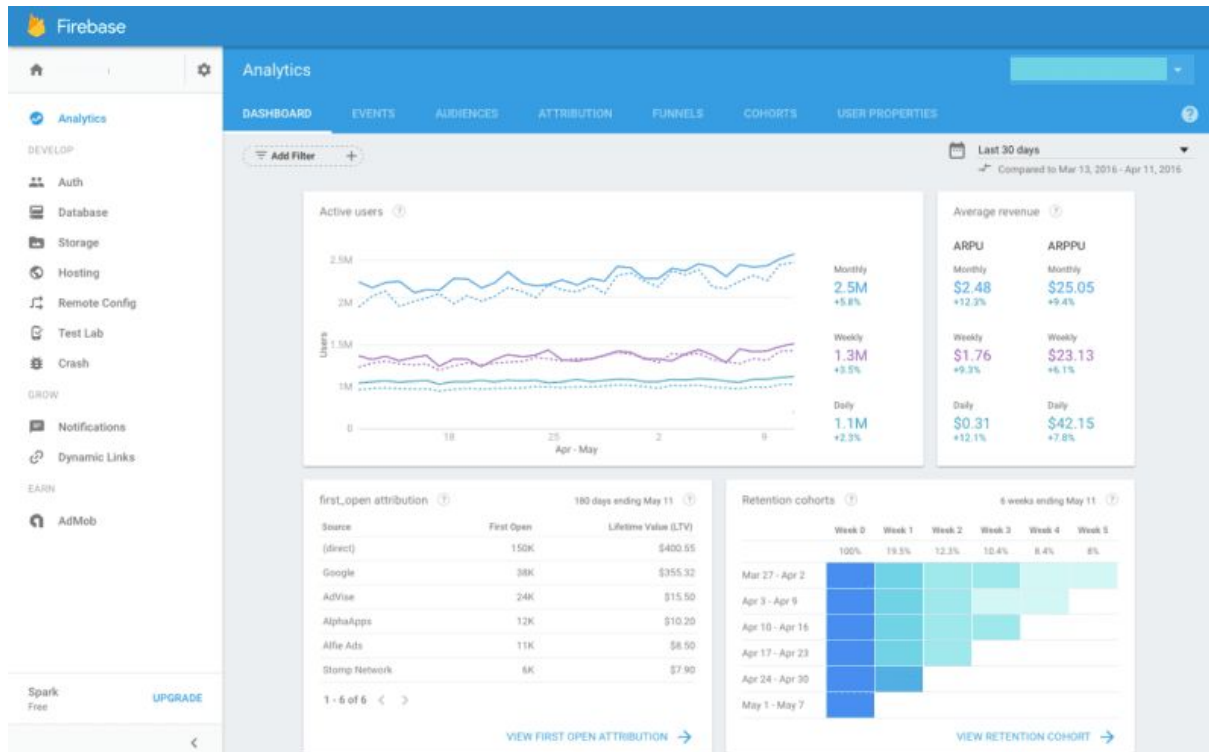 Firebase
Analytics
DASHBOARD EVENTS AUDIENCES ATTRIBUTION FUNNELS COHORTS USER PROPERTIES
Analytics
DEVELOP
Auth
Database
Storage
Hosting
Remote Config
Test Lab
Crash
GROW
Notifications
Dynamic Links
EARN
AdMob
Spark
Free
UPGRADE
Add Filter
Last 30 days
Compared to Mar 13, 2016 - Apr 11, 2016
Active users
2.5M
2M
1.5M
1M
0
Users
18 25 2 9
Apr - May
Monthly
2.5M
+5.8%
Weekly
1.3M
+3.5%
Daily
1.1M
+2.3%
Average revenue
ARPU ARPPU
Monthly Monthly
$2.48 $25.05
+12.3% +9.4%
Weekly Weekly
$1.76 $23.13
+9.3% +6.1%
Daily Daily
$0.31 $42.15
+12.1% +7.8%
first_open attribution 180 days ending May 11
Source First Open Lifetime Value (LTV)
(direct) 150K $400.55
Google 38K $355.32
AdVise 24K $15.50
AlphaApps 12K $10.20
Alfie Ads 11K $8.50
Stomp Network 6K $7.90
1 - 6 of 6
VIEW FIRST OPEN ATTRIBUTION
Retention cohorts 6 weeks ending May 11
Week 0 Week 1 Week 2 Week 3 Week 4 Week 5
100% 19.5% 12.3% 10.4% 8.4% 8%
Mar 27 - Apr 2
Apr 3 - Apr 9
Apr 10 - Apr 16
Apr 17 - Apr 23
Apr 24 - Apr 30
May 1 - May 7
VIEW RETENTION COHORT